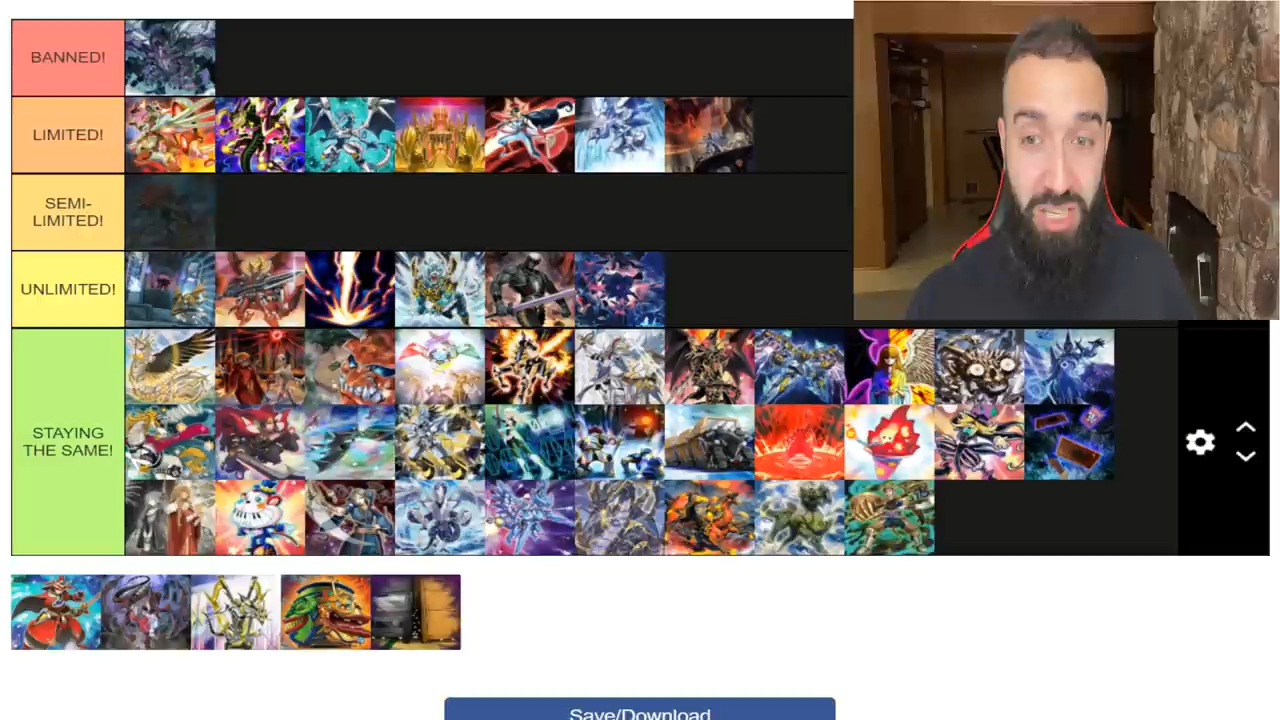 BANNED!
LIMITED!
SEMI-
LIMITED!
UNLIMITED!
STAYING
THE SAME!
Save/Download